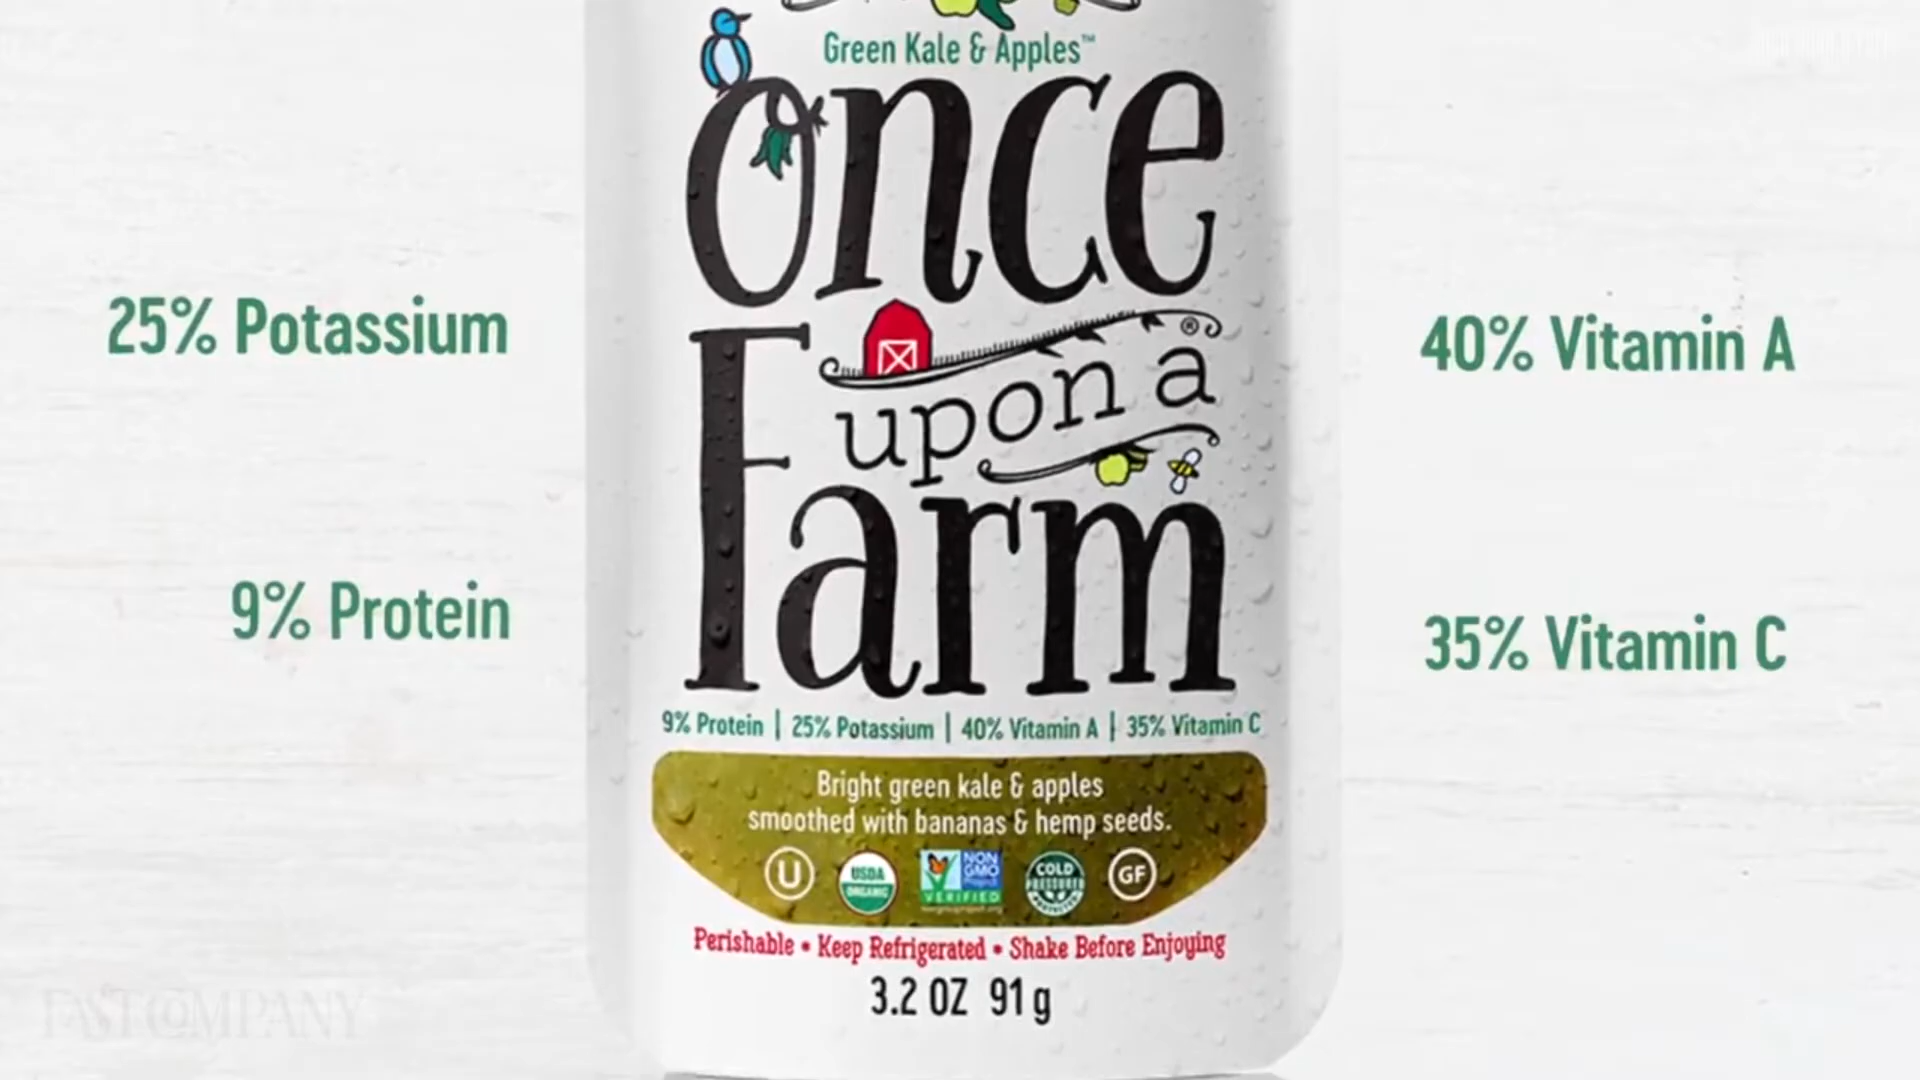 Green Kale & Apples™
once
upon a ®
Farm
25% Potassium
9% Protein
40% Vitamin A
35% Vitamin C
9% Protein | 25% Potassium | 40% Vitamin A | 35% Vitamin C
Bright green kale & apples
smoothed with bananas & hemp seeds.
U
USDA
ORGANIC
NON
GMO
Project
VERIFIED
COLD
PRESSURED
PROTECTED
GF
Perishable • Keep Refrigerated • Shake Before Enjoying
3.2 OZ 91 g
FAST COMPANY